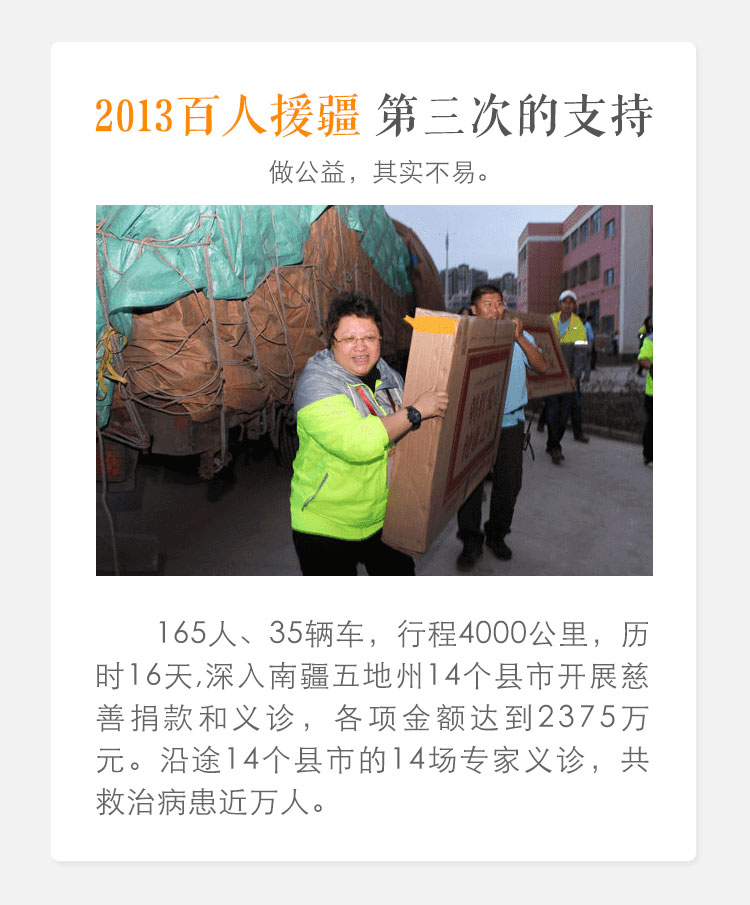 2013百人援疆 第三次的支持
做公益，其实不易。
165人、35辆车，行程4000公里，历
时16天,深入南疆五地州14个县市开展慈
善捐款和义诊，各项金额达到2375万
元。沿途14个县市的14场专家义诊，共
救治病患近万人。